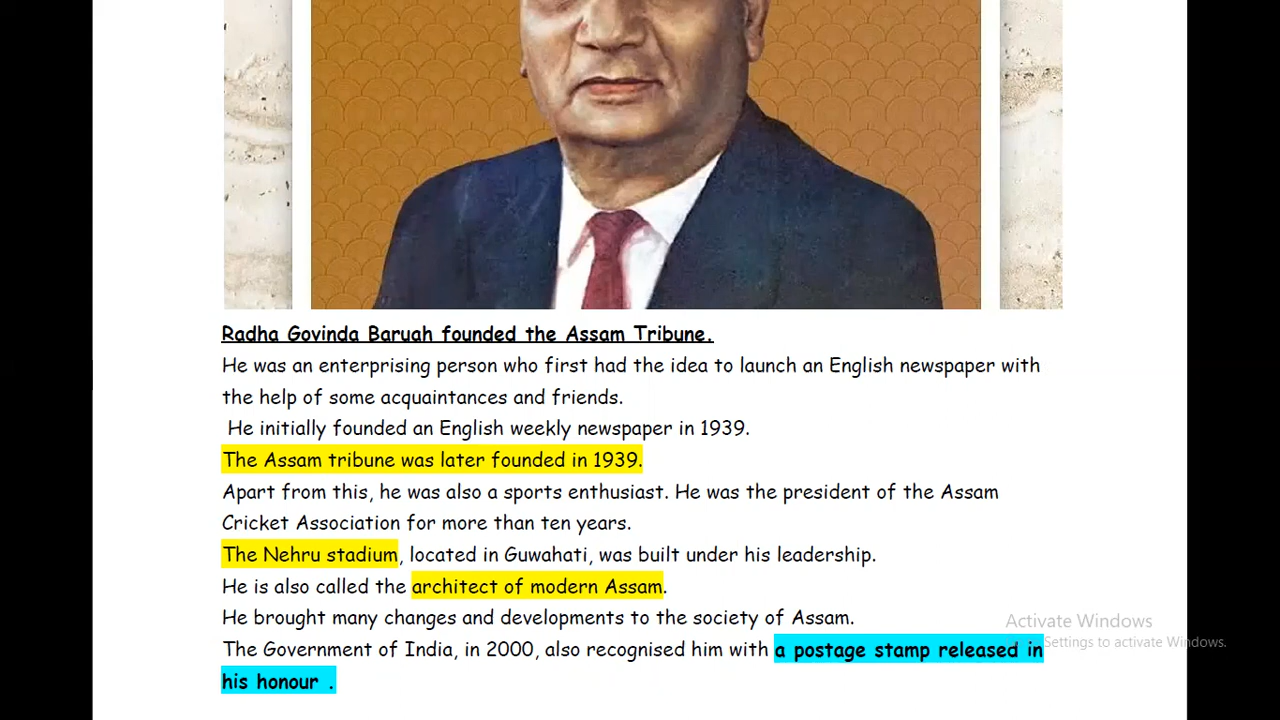 Radha Govinda Baruah founded the Assam Tribune.
He was an enterprising person who first had the idea to launch an English newspaper with
the help of some acquaintances and friends.
He initially founded an English weekly newspaper in 1939.
The Assam tribune was later founded in 1939.
Apart from this, he was also a sports enthusiast. He was the president of the Assam
Cricket Association for more than ten years.
The Nehru stadium, located in Guwahati, was built under his leadership.
He is also called the architect of modern Assam.
He brought many changes and developments to the society of Assam.
Activate Windows
The Government of India, in 2000, also recognised him with a postage stamp released in
Settings to activate Windows.
his honour .